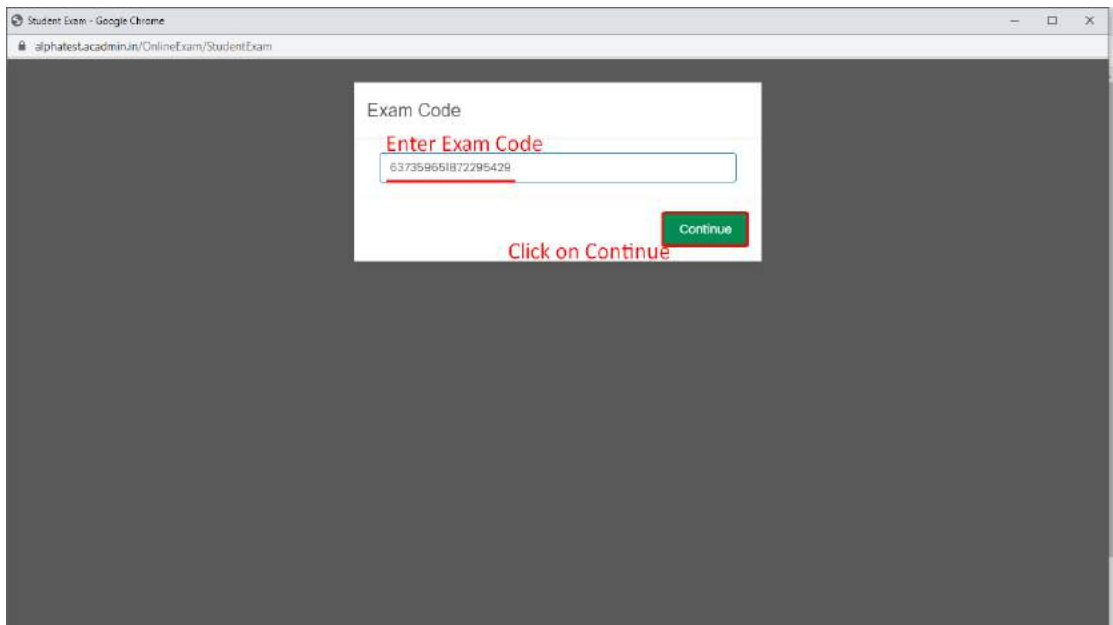 Student Exam - Google Chrome
alphatest.acadmin.in/OnlineExam/StudentExam
Exam Code
Enter Exam Code
637359651872295429
Continue
Click on Continue